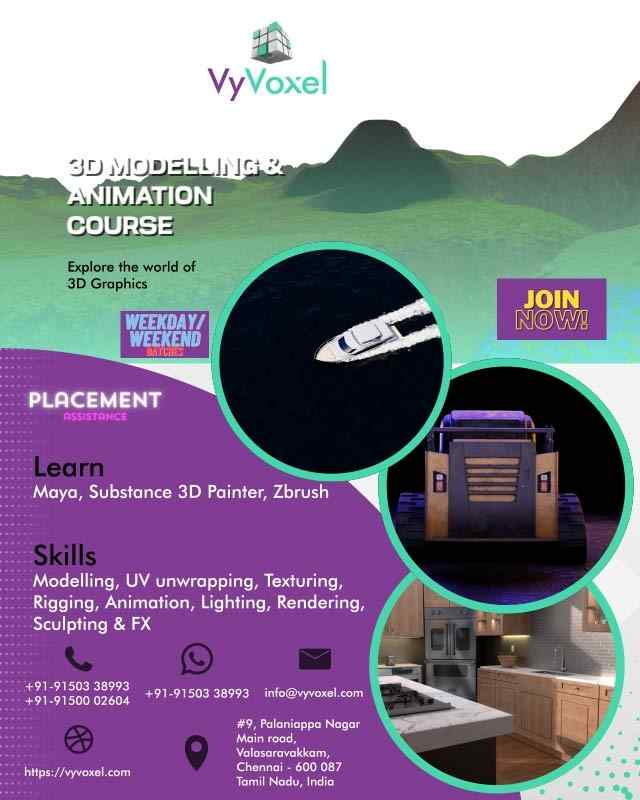 VyVoxel
3D MODELLING &
ANIMATION
COURSE
Explore the world of
3D Graphics
WEEKDAY/
WEEKEND
BATCHES
JOIN
NOW!
PLACEMENT
ASSISTANCE
Learn
Maya, Substance 3D Painter, Zbrush
Skills
Modelling, UV unwrapping, Texturing,
Rigging, Animation, Lighting, Rendering,
Sculpting & FX
+91-91503 38993
+91-91500 02604
+91-91503 38993
info@vyvoxel.com
https://vyvoxel.com
#9, Palaniappa Nagar
Main road,
Valasaravakkam,
Chennai - 600 087
Tamil Nadu, India